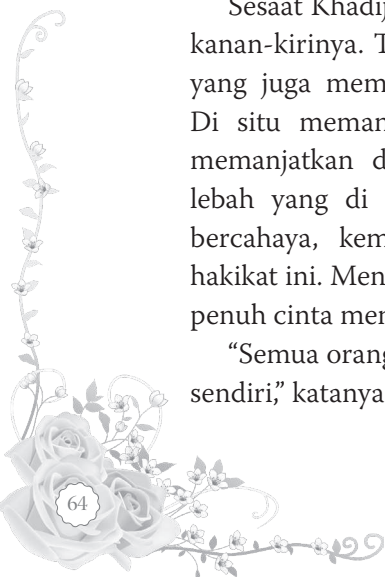 Sesaat Khadij
kanan-kirinya. T
yang juga mem
Di situ meman
memanjatkan d
lebah yang di
bercahaya, kem
hakikat ini. Men
penuh cinta mer
“Semua orang
sendiri,” katanya
64